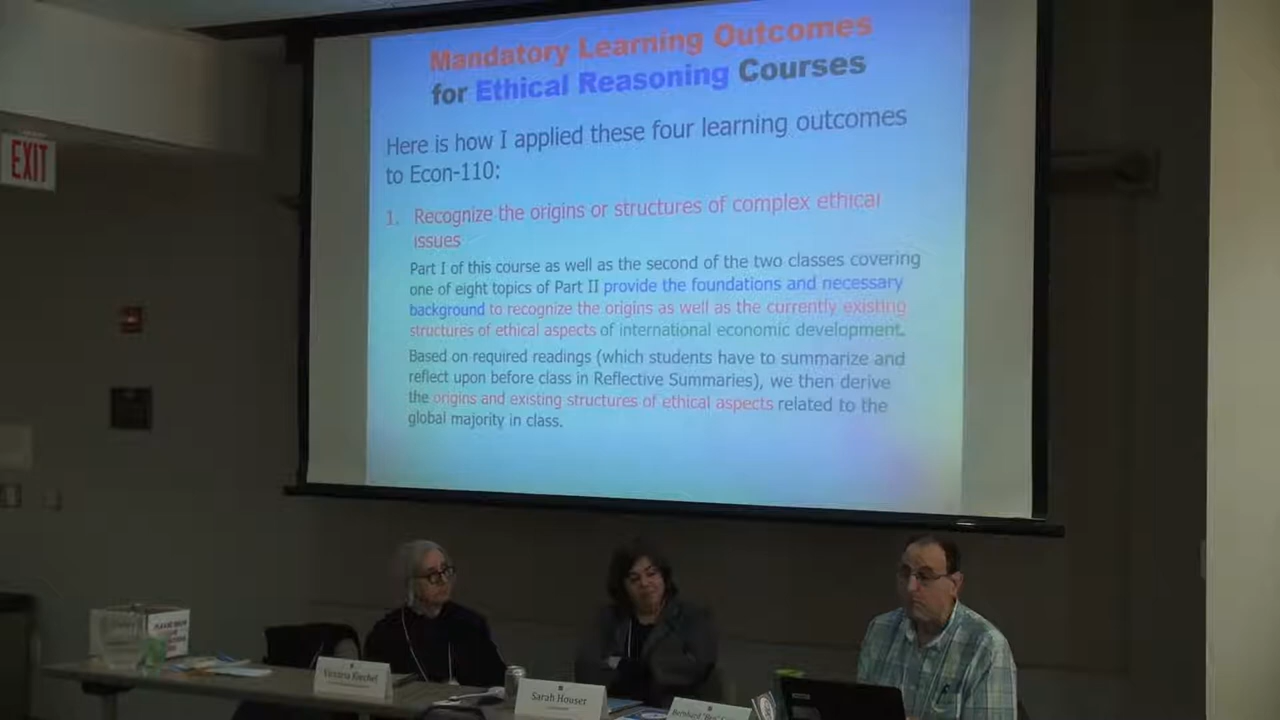 Mandatory Learning Outcomes
for Ethical Reasoning Courses
Here is how I applied these four learning outcomes
to Econ-110:
1. Recognize the origins or structures of complex ethical
issues
Part I of this course as well as the second of the two classes covering
one of eight topics of Part II provide the foundations and necessary
background to recognize the origins as well as the currently existing
structures of ethical aspects of international economic development.
Based on required readings (which students have to summarize and
reflect upon before class in Reflective Summaries), we then derive
the origins and existing structures of ethical aspects related to the
global majority in class.
EXIT
Victoria Kiechel
Sarah Houser
Bernhard